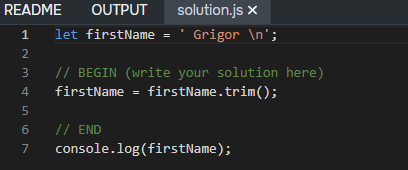 README OUTPUT solution.js ×
1 let firstName = ' Grigor \n';
2
3 // BEGIN (write your solution here)
4 firstName = firstName.trim();
5
6 // END
7 console.log(firstName);